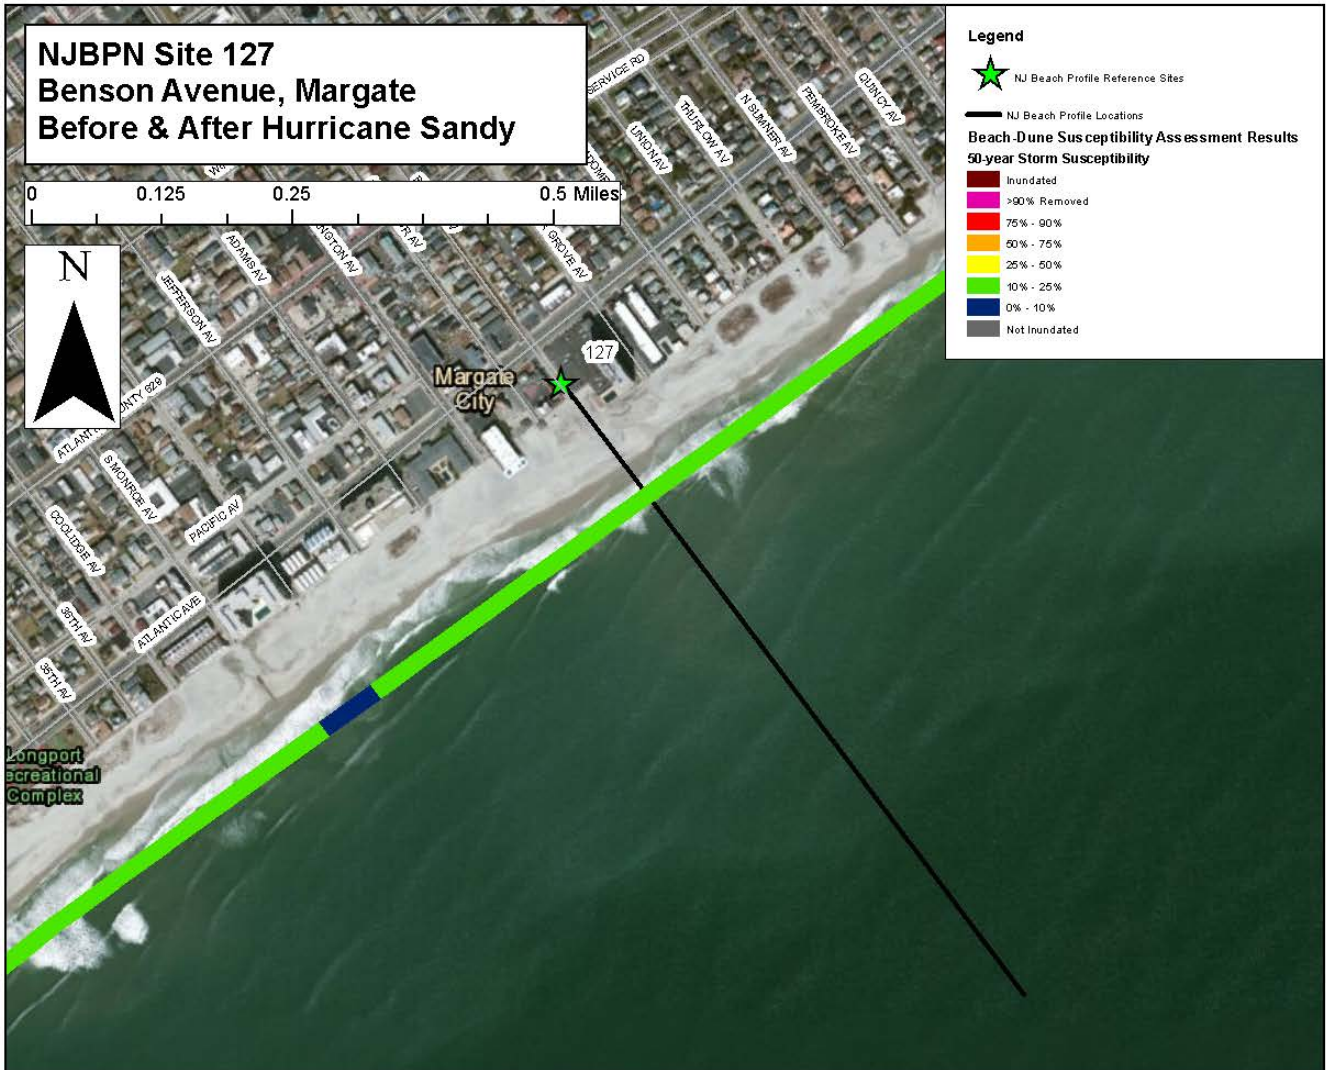 NJBPN Site 127
Benson Avenue, Margate
Before & After Hurricane Sandy
0 0.125 0.25 0.5 Miles
N
Legend
NJ Beach Profile Reference Sites
NJ Beach Profile Locations
Beach-Dune Susceptibility Assessment Results
50-year Storm Susceptibility
Inundated
>90% Removed
75% - 90%
50% - 75%
25% - 50%
10% - 25%
0% - 10%
Not Inundated
SERVICE RD
UNION AV
THURLOW AV
N SUMNER AV
PEMBROKE AV
QUINCY AV
GROVE AV
ADAMS AV
JEFFERSON AV
127
Margate
City
S MONROE AV
PACIFIC AV
COOLIDGE AV
ATLANTIC AVE
36TH AV
35TH AV
Longport
ecreational
Complex